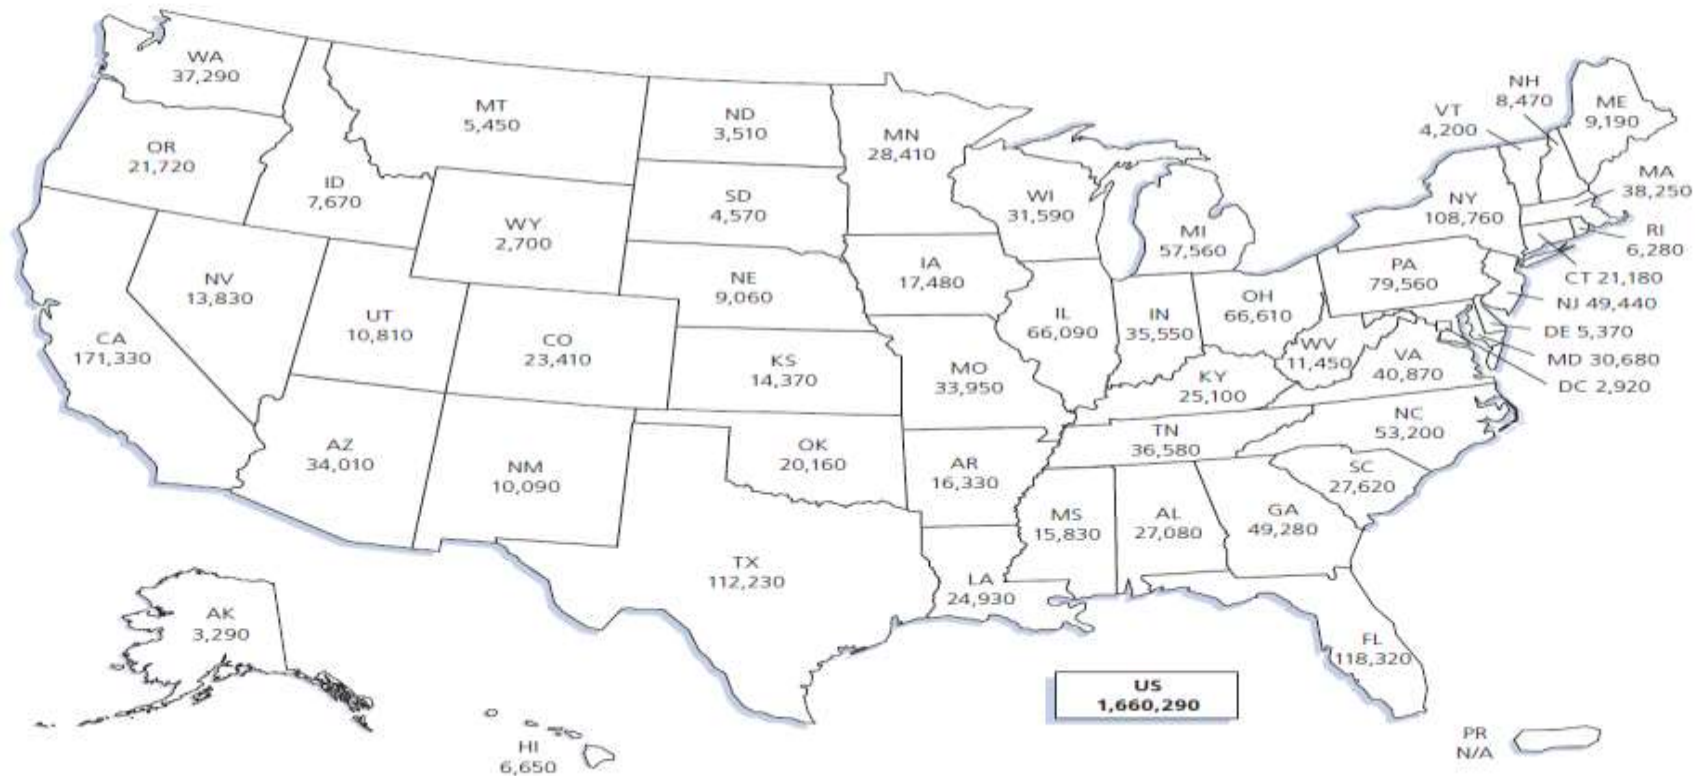 WA
37,290
OR
21,720
ID
7,670
MT
5,450
WY
2,700
ND
3,510
SD
4,570
NE
9,060
MN
28,410
IA
17,480
WI
31,590
MI
57,560
NV
13,830
UT
10,810
CO
23,410
KS
14,370
CA
171,330
MO
33,950
IL
66,090
IN
35,550
OH
66,610
PA
79,560
NY
108,760
VT
4,200
NH
8,470
ME
9,190
MA
38,250
RI
6,280
CT 21,180
NJ 49,440
DE 5,370
MD 30,680
DC 2,920
WV
11,450
VA
40,870
KY
25,100
NC
53,200
TN
36,580
SC
27,620
AZ
34,010
NM
10,090
OK
20,160
AR
16,330
MS
15,830
AL
27,080
GA
49,280
TX
112,230
LA
24,930
FL
118,320
AK
3,290
HI
6,650
US
1,660,290
PR
N/A